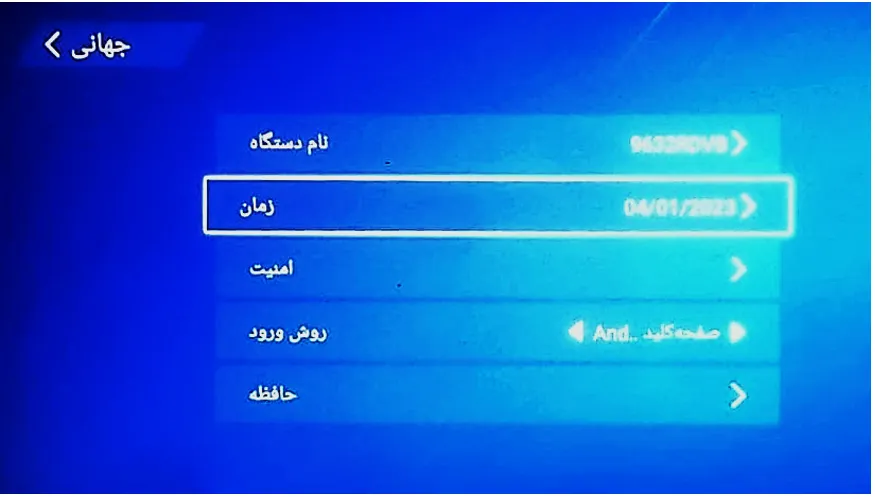 جهانی
نام دستگاه 9632RDVB
زمان 04/01/2023
امنیت
روش ورود صفحه‌کلید And..
حافظه